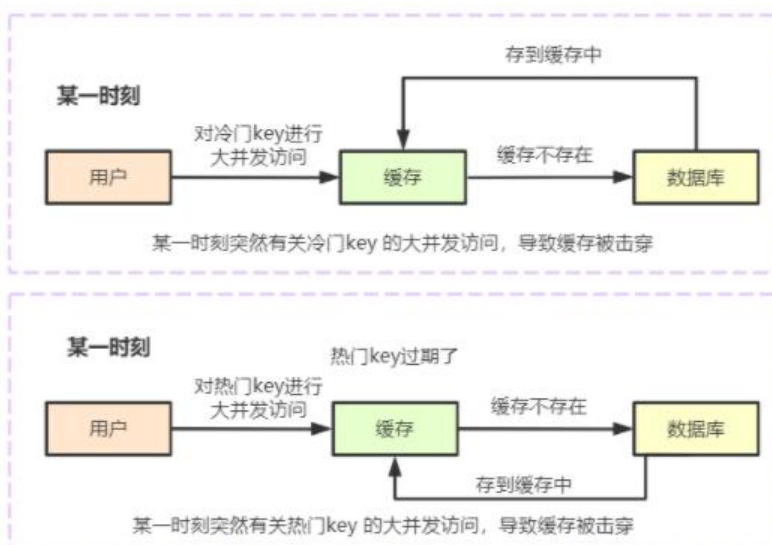 存到缓存中
某一时刻
对冷门key进行
大并发访问
缓存不存在
用户
缓存
数据库
某一时刻突然有关冷门key 的大并发访问，导致缓存被击穿
某一时刻
热门key过期了
对热门key进行
大并发访问
缓存不存在
用户
缓存
数据库
存到缓存中
某一时刻突然有关热门key 的大并发访问，导致缓存被击穿